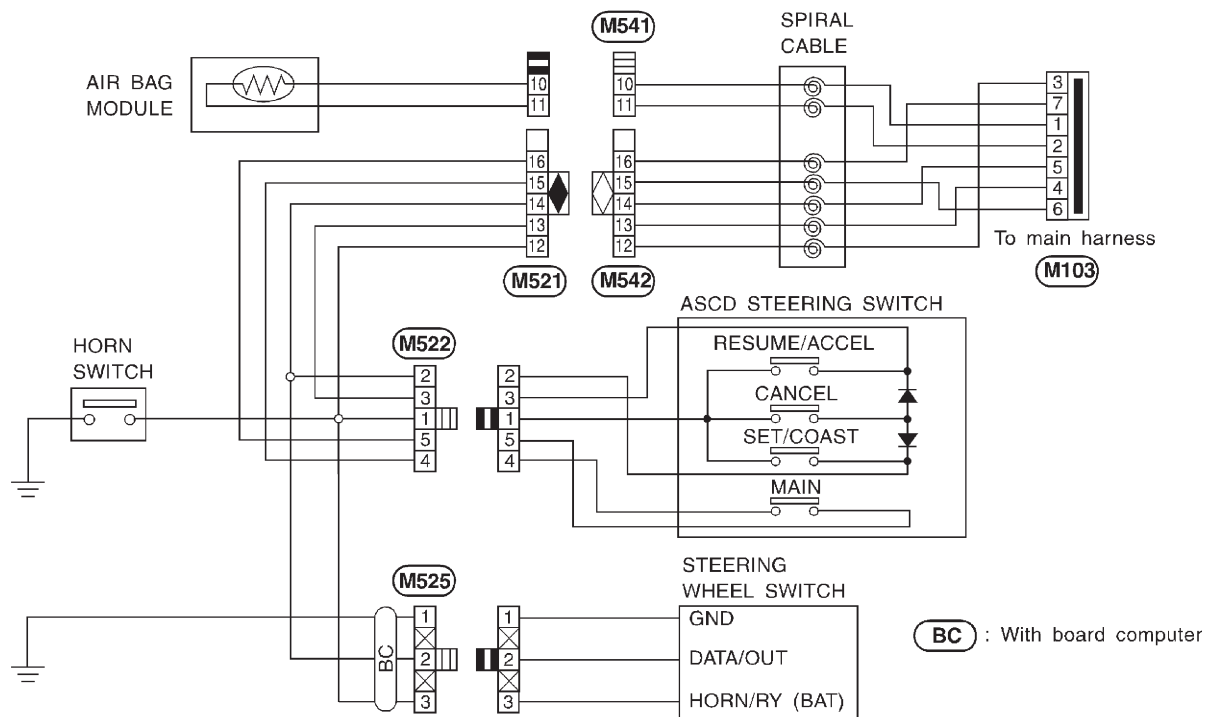 AIR BAG
MODULE
10
11
16
15
14
13
12
M521
M541
10
11
16
15
14
13
12
M542
SPIRAL
CABLE
3
7
1
2
5
4
6
To main harness
M103
HORN
SWITCH
M522
2
3
1
5
4
2
3
1
5
4
ASCD STEERING SWITCH
RESUME/ACCEL
CANCEL
SET/COAST
MAIN
M525
BC
1
2
3
1
2
3
STEERING
WHEEL SWITCH
GND
DATA/OUT
HORN/RY (BAT)
BC : With board computer